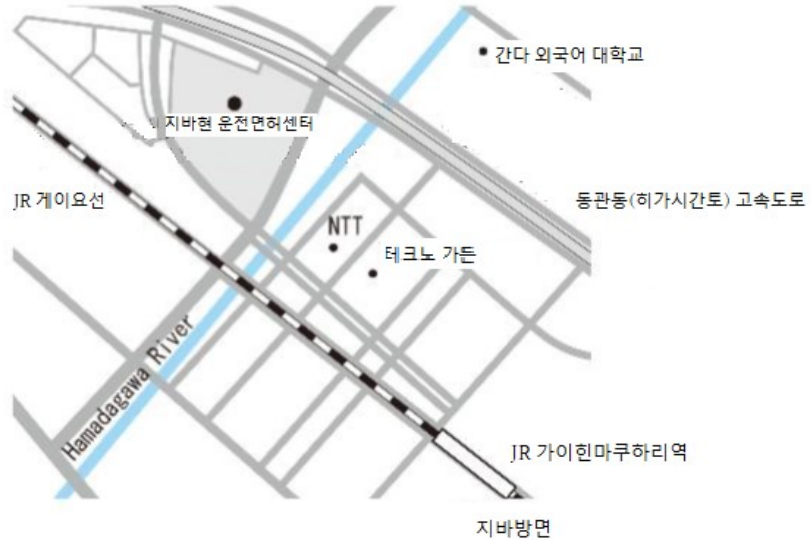 간다 외국어 대학교
지바현 운전면허센터
JR 게이요선
동관동(히가시간토) 고속도로
NTT
테크노 가든
Hamadagawa River
JR 가이힌마쿠하리역
지바방면